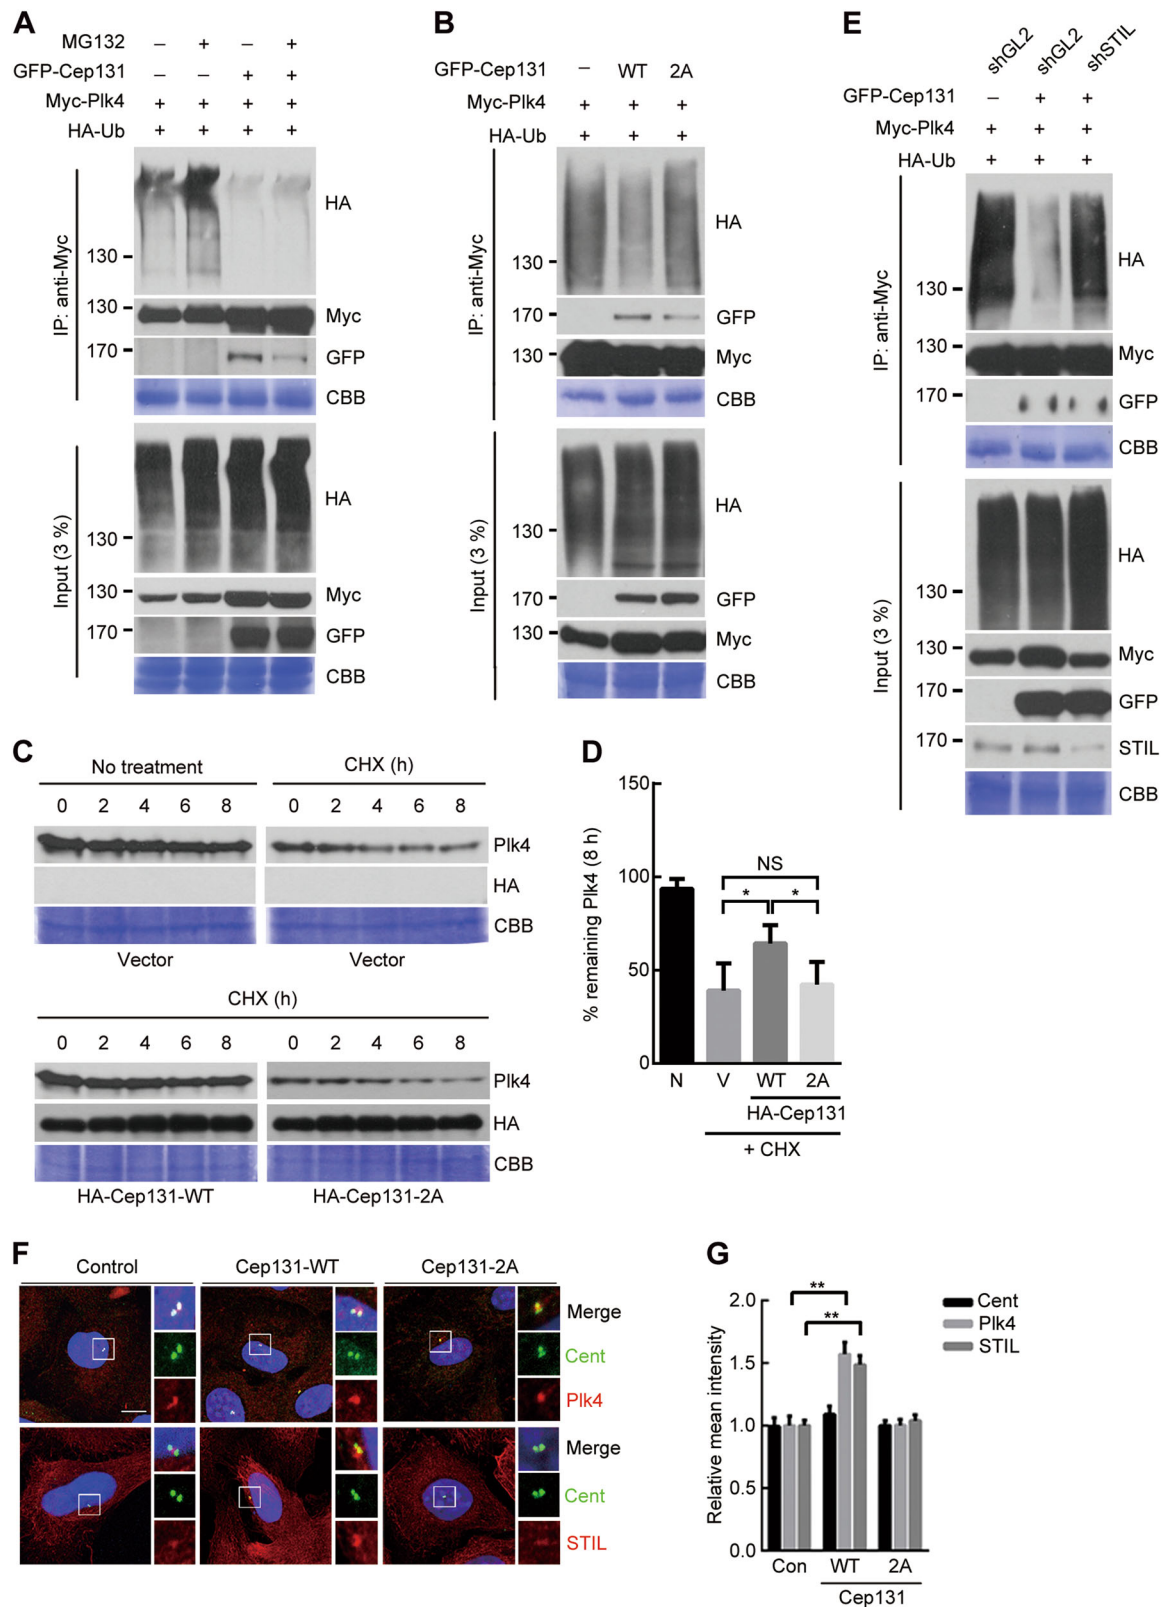 A
MG132 – + – +
GFP-Cep131 – – + +
Myc-Plk4 + + + +
HA-Ub + + + +
IP: anti-Myc
HA
130
130
Myc
170
GFP
CBB
Input (3 %)
HA
130
130
Myc
170
GFP
CBB
B
GFP-Cep131 – WT 2A
Myc-Plk4 + + +
HA-Ub + + +
IP: anti-Myc
HA
130
170
GFP
130
Myc
CBB
Input (3 %)
HA
130
170
GFP
130
Myc
CBB
E
shGL2 shGL2 shSTIL
GFP-Cep131 – + +
Myc-Plk4 + + +
HA-Ub + + +
IP: anti-Myc
HA
130
130
Myc
170
GFP
CBB
Input (3 %)
HA
130
130
Myc
170
GFP
170
STIL
CBB
C
No treatment CHX (h)
0 2 4 6 8 0 2 4 6 8
Plk4
HA
CBB
Vector Vector
CHX (h)
0 2 4 6 8 0 2 4 6 8
Plk4
HA
CBB
HA-Cep131-WT HA-Cep131-2A
D
% remaining Plk4 (8 h)
150
100
50
0
NS
* *
N V WT 2A
HA-Cep131
+ CHX
F
Control Cep131-WT Cep131-2A
Merge
Cent
Plk4
Merge
Cent
STIL
G
Relative mean intensity
2.0
1.5
1.0
0.5
0.0
**
**
Cent
Plk4
STIL
Con WT 2A
Cep131